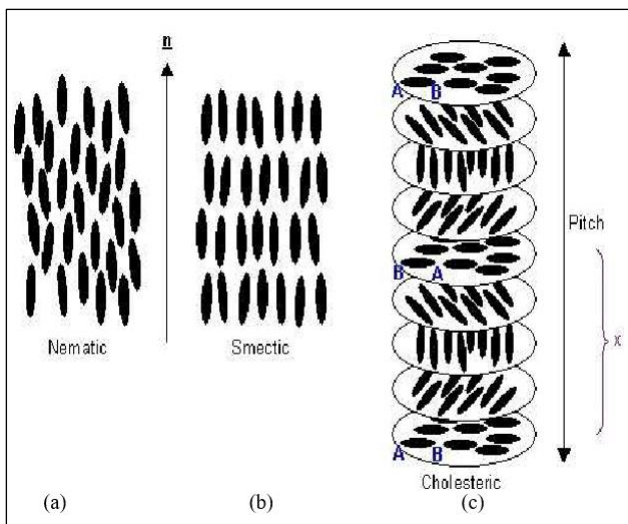 n
A B
Pitch
B A
x
A B
Nematic
Smectic
Cholesteric
(a)
(b)
(c)